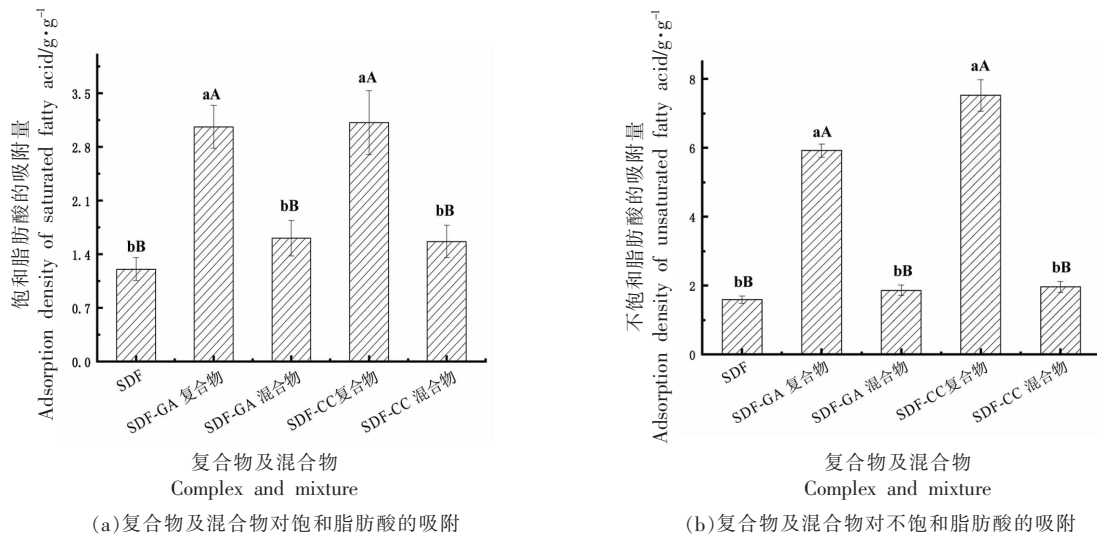 饱和脂肪酸的吸附量
Adsorption density of saturated fatty acid/g·g⁻¹
3.5
2.8
2.1
1.4
0.7
0.0
bB
aA
bB
aA
bB
SDF
SDF-GA 复合物
SDF-GA 混合物
SDF-CC复合物
SDF-CC 混合物
复合物及混合物
Complex and mixture
(a)复合物及混合物对饱和脂肪酸的吸附
不饱和脂肪酸的吸附量
Adsorption density of unsaturated fatty acid/g·g⁻¹
8
6
4
2
0
bB
aA
bB
aA
bB
SDF
SDF-GA 复合物
SDF-GA 混合物
SDF-CC复合物
SDF-CC 混合物
复合物及混合物
Complex and mixture
(b)复合物及混合物对不饱和脂肪酸的吸附